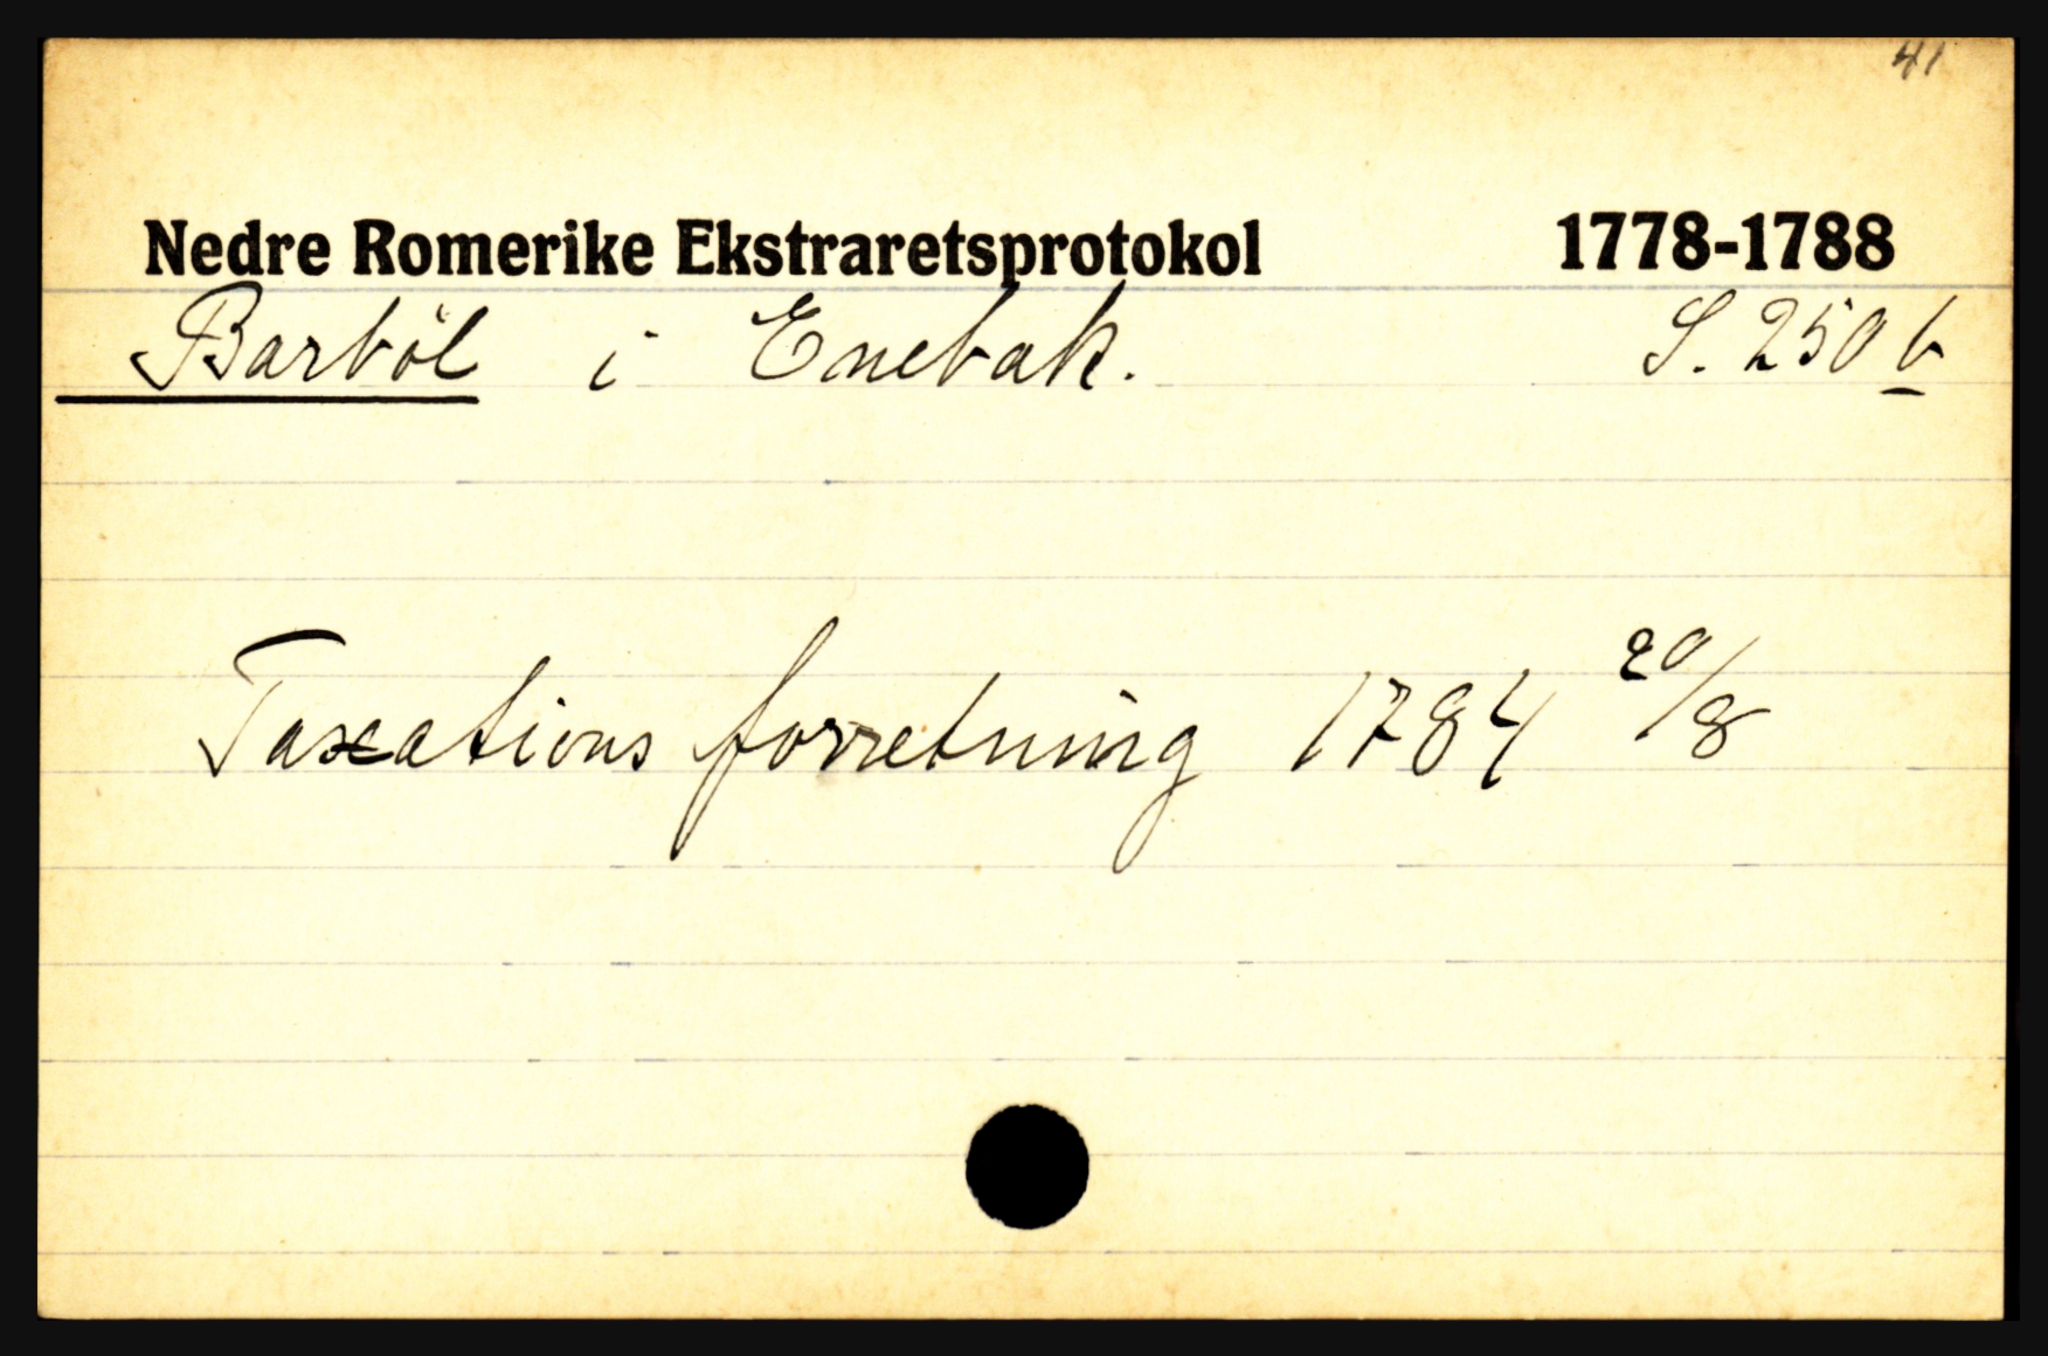 41
Nedre Romerike Ekstraretsprotokol 1778-1788
Barböl i Enebak. S. 250 b
Taxations forretning 1784 20/8